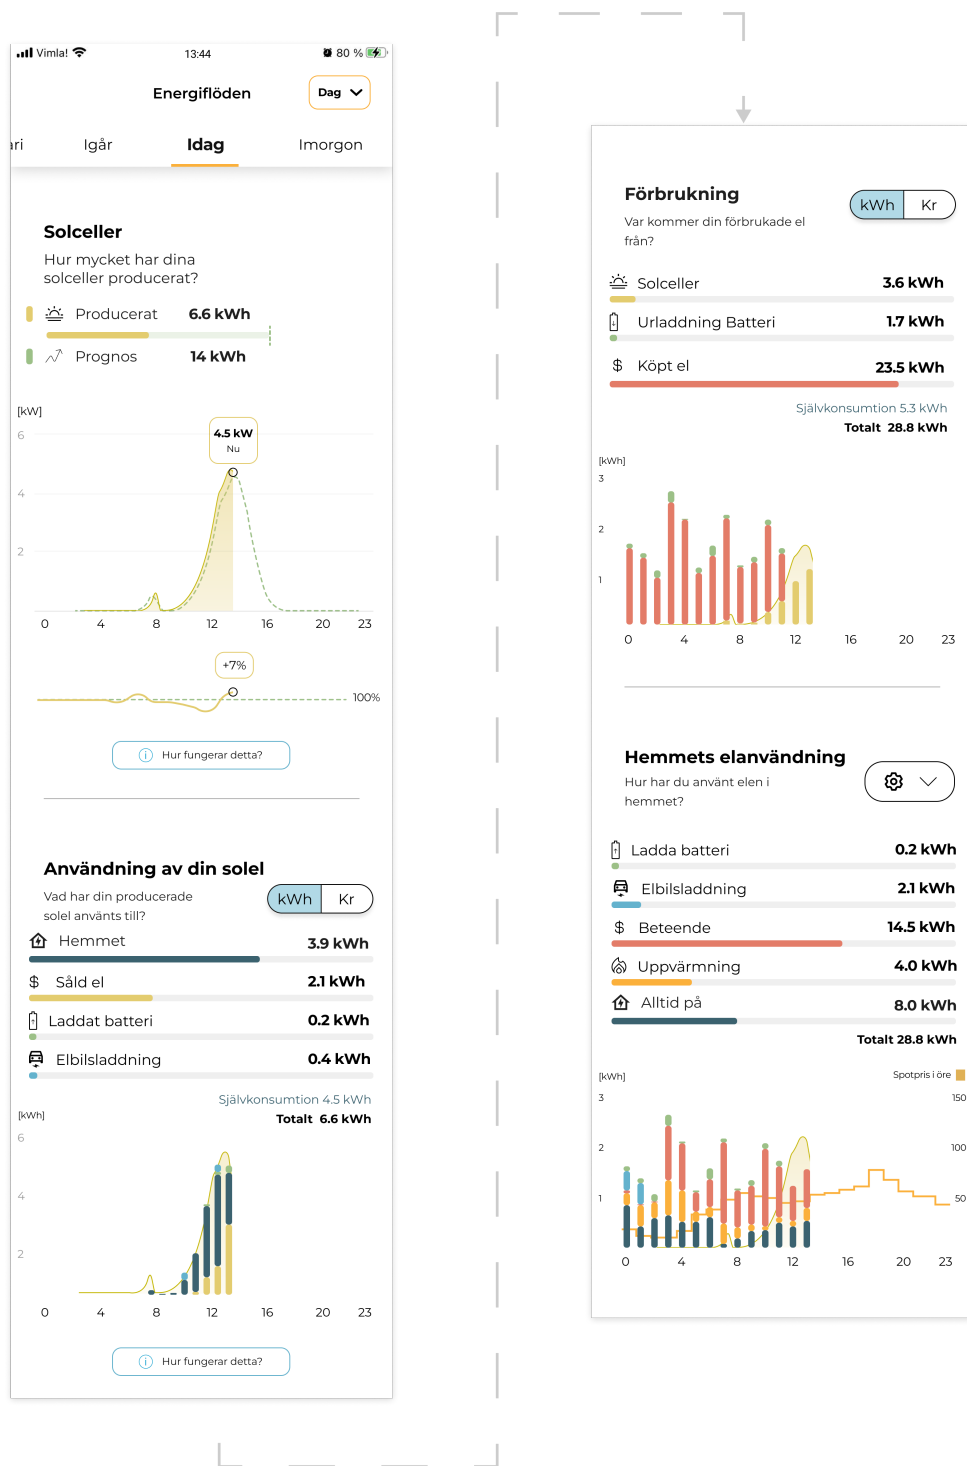 Vimla!
13:44
80 %
Energiflöden
Dag
ari
Igår
Idag
Imorgon
Solceller
Hur mycket har dina
solceller producerat?
Producerat 6.6 kWh
Prognos 14 kWh
[kW]
6
4.5 kW
Nu
4
2
0 4 8 12 16 20 23
+7%
100%
Hur fungerar detta?
Användning av din solel
Vad har din producerade
solel använts till?
kWh Kr
Hemmet 3.9 kWh
$ Såld el 2.1 kWh
Laddat batteri 0.2 kWh
Elbilsladdning 0.4 kWh
Självkonsumtion 4.5 kWh
Totalt 6.6 kWh
[kWh]
6
4
2
0 4 8 12 16 20 23
Hur fungerar detta?
Förbrukning
Var kommer din förbrukade el
från?
kWh Kr
Solceller 3.6 kWh
Urladdning Batteri 1.7 kWh
$ Köpt el 23.5 kWh
Självkonsumtion 5.3 kWh
Totalt 28.8 kWh
[kWh]
3
2
1
0 4 8 12 16 20 23
Hemmets elanvändning
Hur har du använt elen i
hemmet?
Ladda batteri 0.2 kWh
Elbilsladdning 2.1 kWh
$ Beteende 14.5 kWh
Uppvärmning 4.0 kWh
Alltid på 8.0 kWh
Totalt 28.8 kWh
[kWh]
Spotpris i öre
3 150
2 100
1 50
0 4 8 12 16 20 23